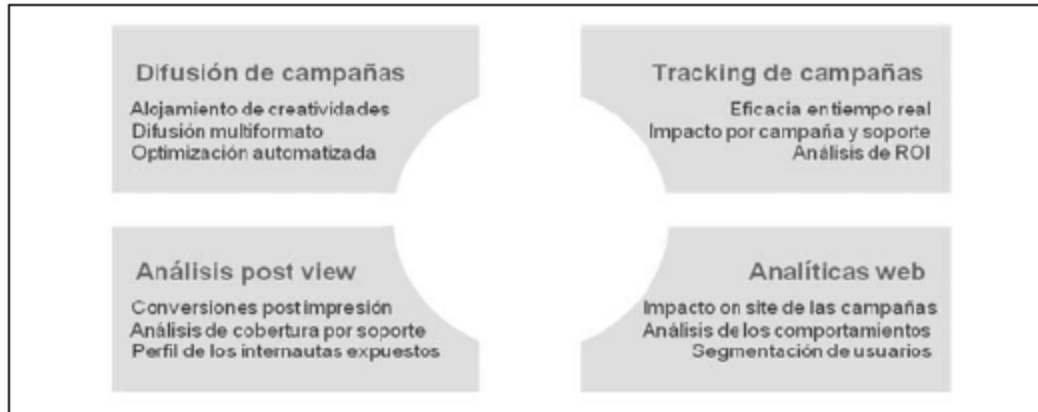 Difusión de campañas
Alojamiento de creatividades
Difusión multiformato
Optimización automatizada
Tracking de campañas
Eficacia en tiempo real
Impacto por campaña y soporte
Análisis de ROI
Análisis post view
Conversiones post impresión
Análisis de cobertura por soporte
Perfil de los internautas expuestos
Analíticas web
Impacto on site de las campañas
Análisis de los comportamientos
Segmentación de usuarios